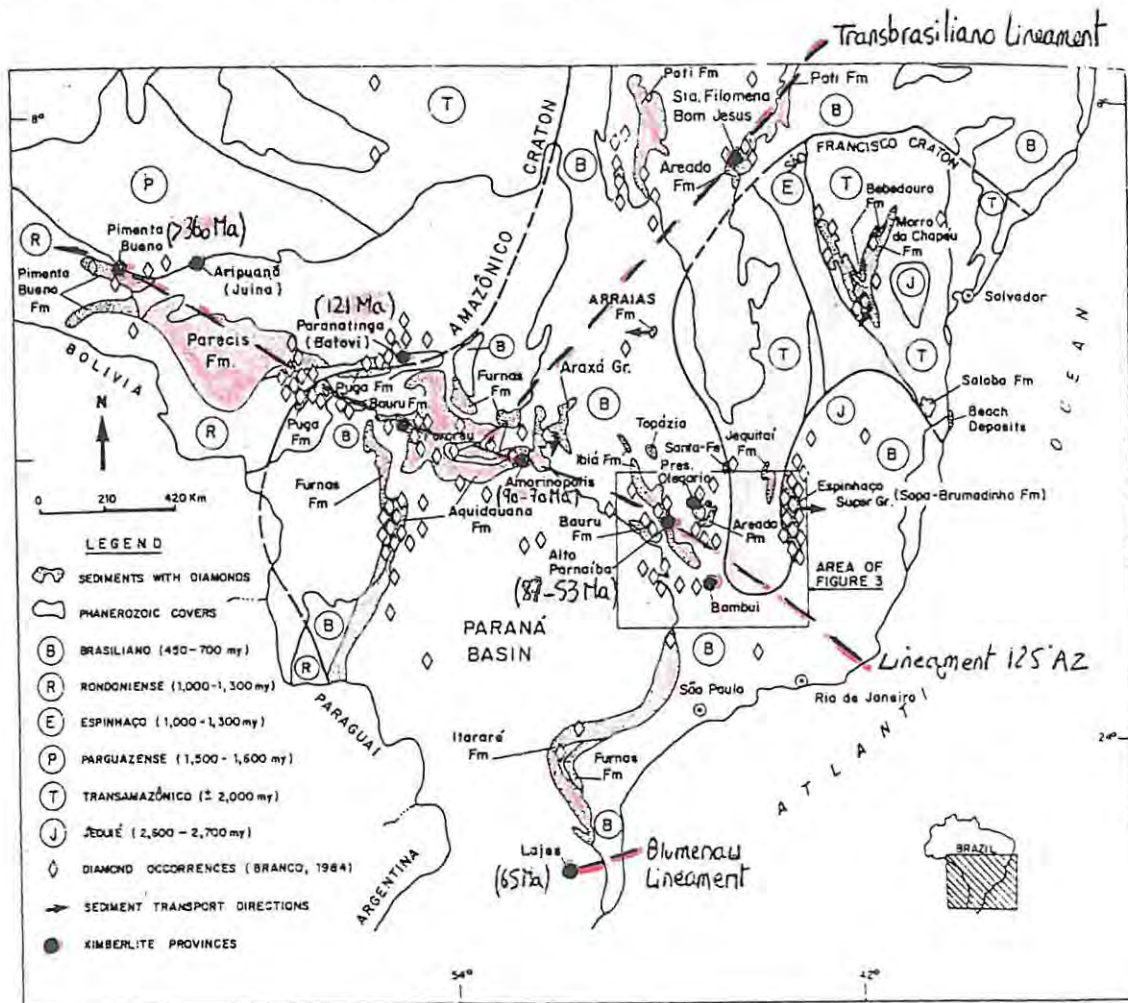 Transbrasiliano Lineament
8°
Poti Fm
Sta. Filomena
Bom Jesus
Poti Fm
Areado
Fm
CRATON
AMAZÔNICO
FRANCISCO CRATON
Bebedouro
Fm
Morro
do Chapeu
Fm
Salvador
Pimenta
Bueno
(>360 Ma)
Aripuanã
(Juina)
Pimenta
Bueno
Fm
(121 Ma)
Paranatinga
(Batovi)
Parecis
Fm.
BOLIVIA
ARRAIAS
Fm
Araxá Gr.
Furnas
Fm
Puga Fm
Bauru Fm
Puga
Fm
Saloba Fm
Beach
Deposits
OCEAN
N
0 210 420 Km
Furnas
Fm
Amorinópolis
(90-70Ma)
Aquidauana
Fm
Topázio
Ibiá Fm
Santa-Fe
Pres.
Olegario
Jequitaí
Fm
Espinhaço
Super Gr.
(Sopa-Brumadinho Fm)
Bauru
Fm
Areado
Fm
Alto
Parnaíba
(87-53 Ma)
Bambui
AREA OF
FIGURE 3
PARANÁ
BASIN
Lineament 125° AZ
São Paulo
Rio de Janeiro
PARAGUAI
ATLANTI
24°
Itararé
Fm
Furnas
Fm
Lajes
(65 Ma)
Blumenau
Lineament
ARGENTINA
BRAZIL
54°
42°
LEGEND
SEDIMENTS WITH DIAMONDS
PHANEROZOIC COVERS
B BRASILIANO (450-700 my)
R RONDONIENSE (1,000-1,300 my)
E ESPINHAÇO (1,000-1,300 my)
P PARGUAZENSE (1,500-1,600 my)
T TRANSAMAZÔNICO (± 2,000 my)
J JEQUIÉ (2,600-2,700 my)
DIAMOND OCCORRENCES (BRANCO, 1984)
SEDIMENT TRANSPORT DIRECTIONS
KIMBERLITE PROVINCES